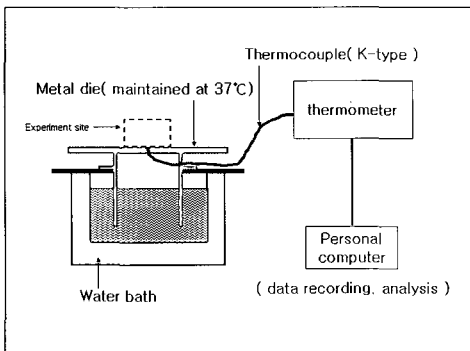 Thermocouple( K-type )
Metal die( maintained at 37℃)
thermometer
Experiment site
Personal
computer
Water bath
( data recording, analysis )